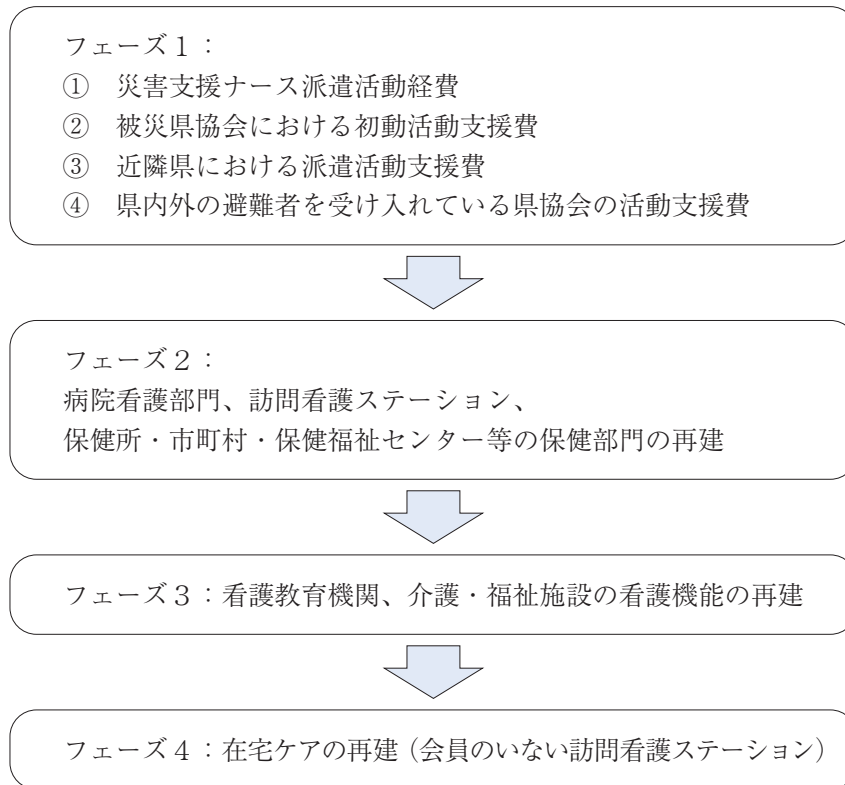 フェーズ１：
①　災害支援ナース派遣活動経費
②　被災県協会における初動活動支援費
③　近隣県における派遣活動支援費
④　県内外の避難者を受け入れている県協会の活動支援費
フェーズ２：
病院看護部門、訪問看護ステーション、
保健所・市町村・保健福祉センター等の保健部門の再建
フェーズ３：看護教育機関、介護・福祉施設の看護機能の再建
フェーズ４：在宅ケアの再建（会員のいない訪問看護ステーション）